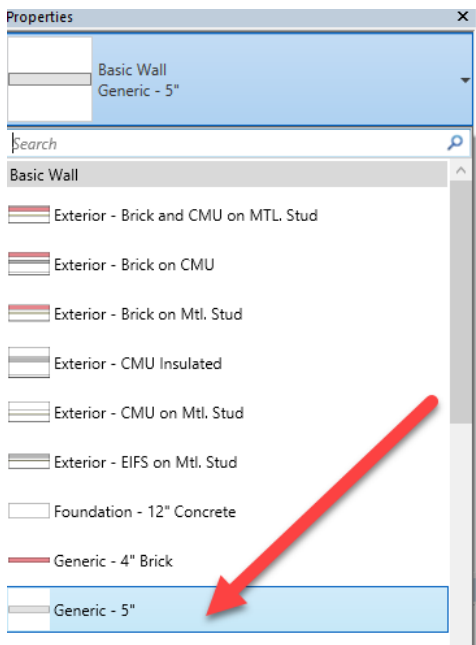 Properties
Basic Wall
Generic - 5"
Search
Basic Wall
Exterior - Brick and CMU on MTL. Stud
Exterior - Brick on CMU
Exterior - Brick on Mtl. Stud
Exterior - CMU Insulated
Exterior - CMU on Mtl. Stud
Exterior - EIFS on Mtl. Stud
Foundation - 12" Concrete
Generic - 4" Brick
Generic - 5"